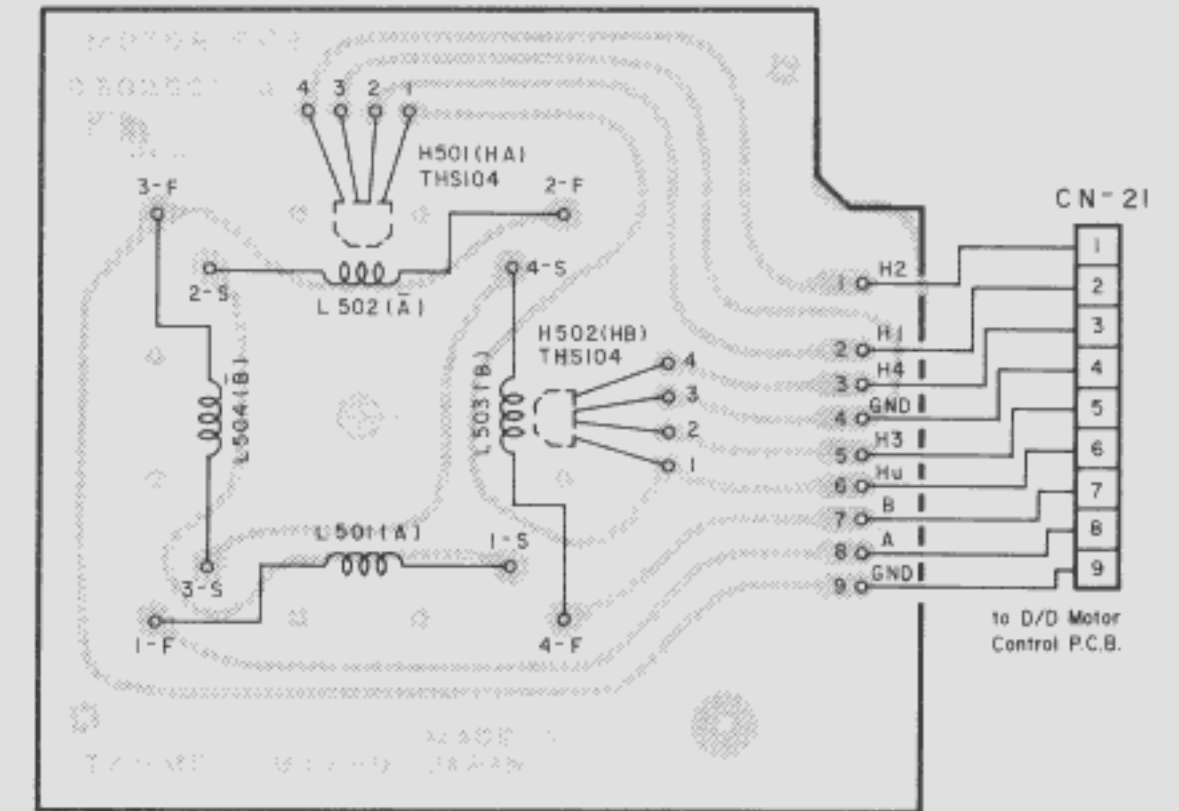 4 3 2 1
H501(HA)
THS104
3-F
2-F
CN-21
2-S
4-S
L502(A̅)
H502(HB)
THS104
4
3
2
1
L504(B̅)
L503(B)
L501(A)
1-S
3-S
1-F
4-F
1 H2
2 H1
3 H4
4 GND
5 H3
6 Hu
7 B
8 A
9 GND
1
2
3
4
5
6
7
8
9
to D/D Motor
Control P.C.B.
MADE
JAPAN